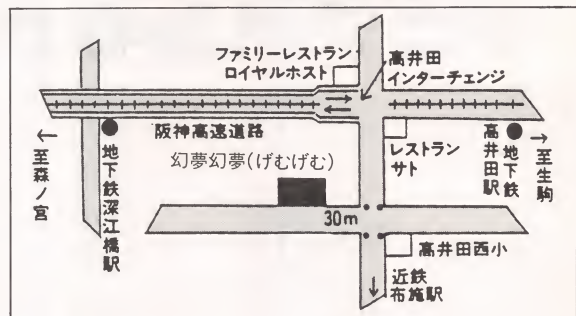 ファミリーレストラン
ロイヤルホスト
高井田
インターチェンジ
阪神高速道路
レストラン
サト
地下鉄
高井田駅
至生駒
至森ノ宮
地下鉄深江橋駅
幻夢幻夢(げむげむ)
30m
高井田西小
近鉄
布施駅